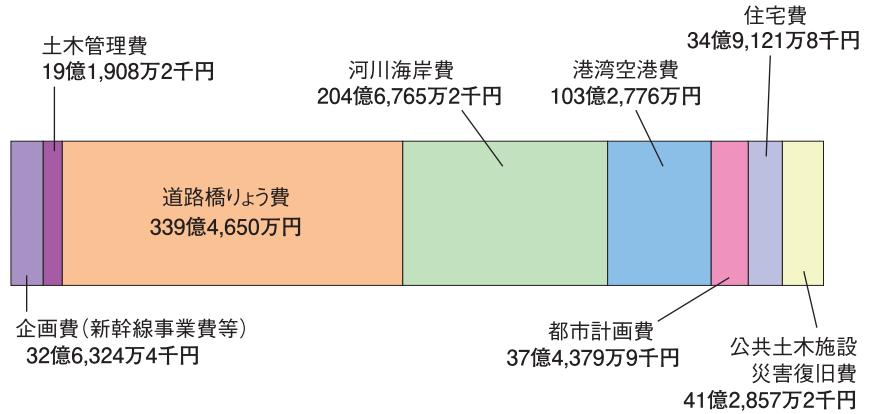 住宅費
34億9,121万8千円
土木管理費
19億1,908万2千円
河川海岸費
204億6,765万2千円
港湾空港費
103億2,776万円
道路橋りょう費
339億4,650万円
企画費（新幹線事業費等）
32億6,324万4千円
都市計画費
37億4,379万9千円
公共土木施設
災害復旧費
41億2,857万2千円